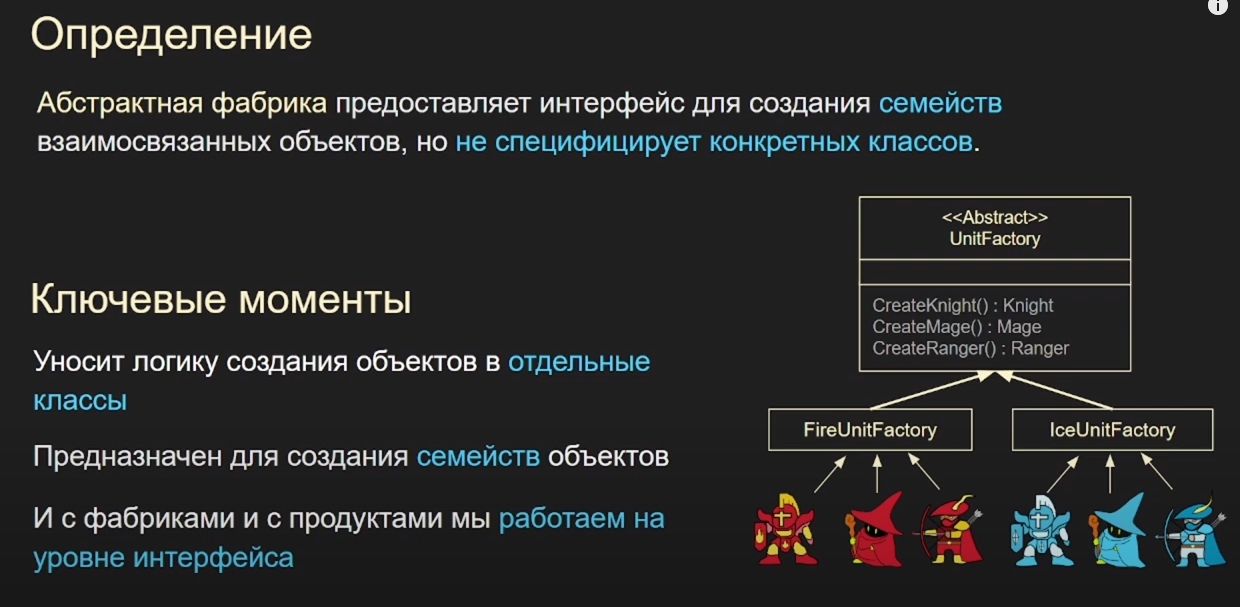 Определение
Абстрактная фабрика предоставляет интерфейс для создания семейств
взаимосвязанных объектов, но не специфицирует конкретных классов.
<<Abstract>>
UnitFactory
CreateKnight() : Knight
CreateMage() : Mage
CreateRanger() : Ranger
FireUnitFactory
IceUnitFactory
Ключевые моменты
Уносит логику создания объектов в отдельные
классы
Предназначен для создания семейств объектов
И с фабриками и с продуктами мы работаем на
уровне интерфейса